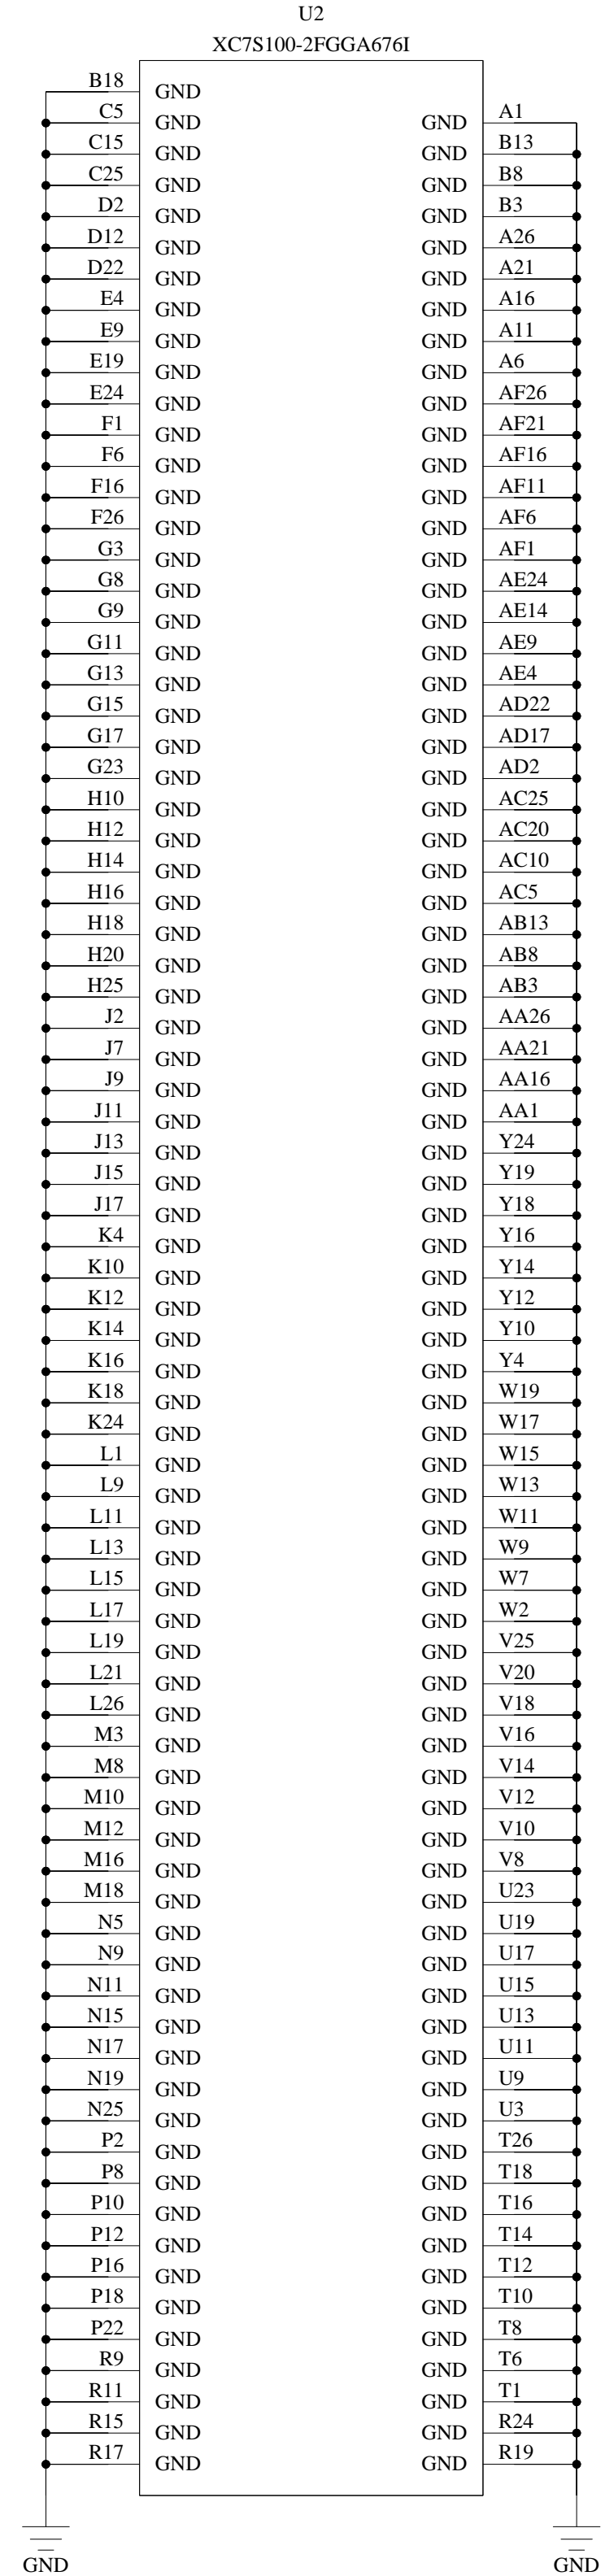 U2
XC7S100-2FGGA676I
B18 GND
C5 GND GND A1
C15 GND GND B13
C25 GND GND B8
D2 GND GND B3
D12 GND GND A26
D22 GND GND A21
E4 GND GND A16
E9 GND GND A11
E19 GND GND A6
E24 GND GND AF26
F1 GND GND AF21
F6 GND GND AF16
F16 GND GND AF11
F26 GND GND AF6
G3 GND GND AF1
G8 GND GND AE24
G9 GND GND AE14
G11 GND GND AE9
G13 GND GND AE4
G15 GND GND AD22
G17 GND GND AD17
G23 GND GND AD2
H10 GND GND AC25
H12 GND GND AC20
H14 GND GND AC10
H16 GND GND AC5
H18 GND GND AB13
H20 GND GND AB8
H25 GND GND AB3
J2 GND GND AA26
J7 GND GND AA21
J9 GND GND AA16
J11 GND GND AA1
J13 GND GND Y24
J15 GND GND Y19
J17 GND GND Y18
K4 GND GND Y16
K10 GND GND Y14
K12 GND GND Y12
K14 GND GND Y10
K16 GND GND Y4
K18 GND GND W19
K24 GND GND W17
L1 GND GND W15
L9 GND GND W13
L11 GND GND W11
L13 GND GND W9
L15 GND GND W7
L17 GND GND W2
L19 GND GND V25
L21 GND GND V20
L26 GND GND V18
M3 GND GND V16
M8 GND GND V14
M10 GND GND V12
M12 GND GND V10
M16 GND GND V8
M18 GND GND U23
N5 GND GND U19
N9 GND GND U17
N11 GND GND U15
N15 GND GND U13
N17 GND GND U11
N19 GND GND U9
N25 GND GND U3
P2 GND GND T26
P8 GND GND T18
P10 GND GND T16
P12 GND GND T14
P16 GND GND T12
P18 GND GND T10
P22 GND GND T8
R9 GND GND T6
R11 GND GND T1
R15 GND GND R24
R17 GND GND R19
GND GND